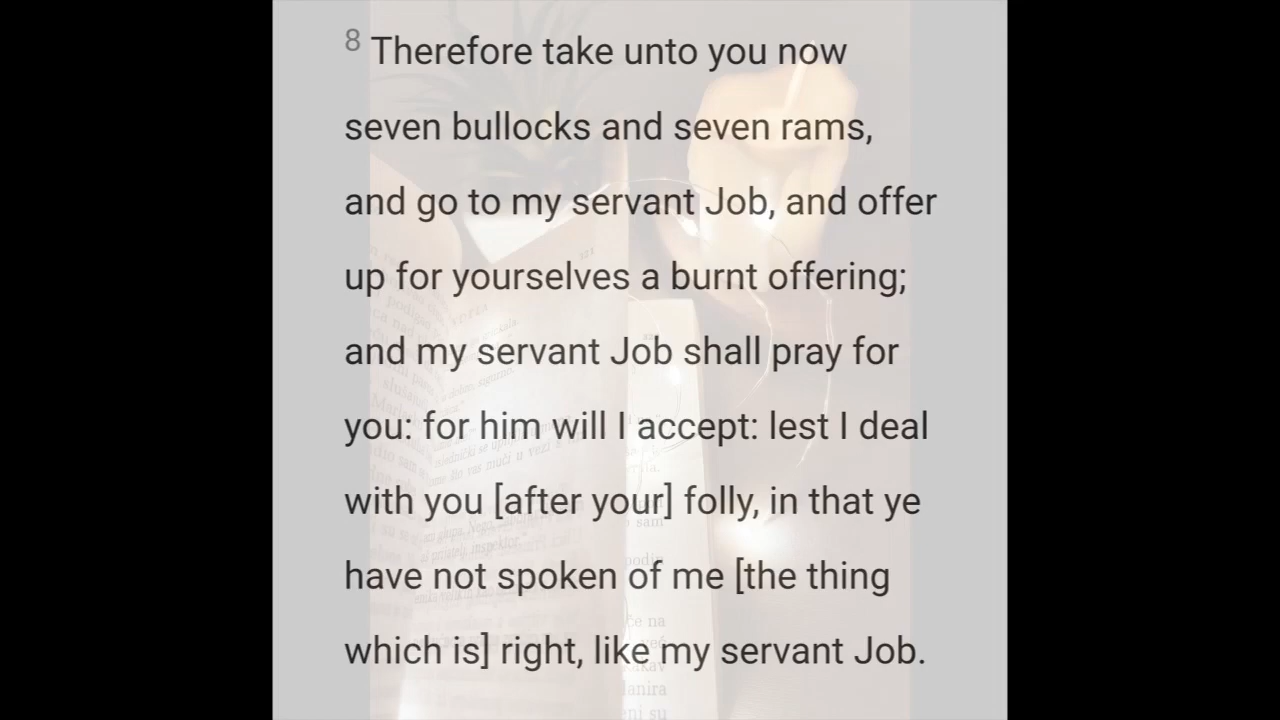 8 Therefore take unto you now
seven bullocks and seven rams,
and go to my servant Job, and offer
up for yourselves a burnt offering;
and my servant Job shall pray for
you: for him will I accept: lest I deal
with you [after your] folly, in that ye
have not spoken of me [the thing
which is] right, like my servant Job.